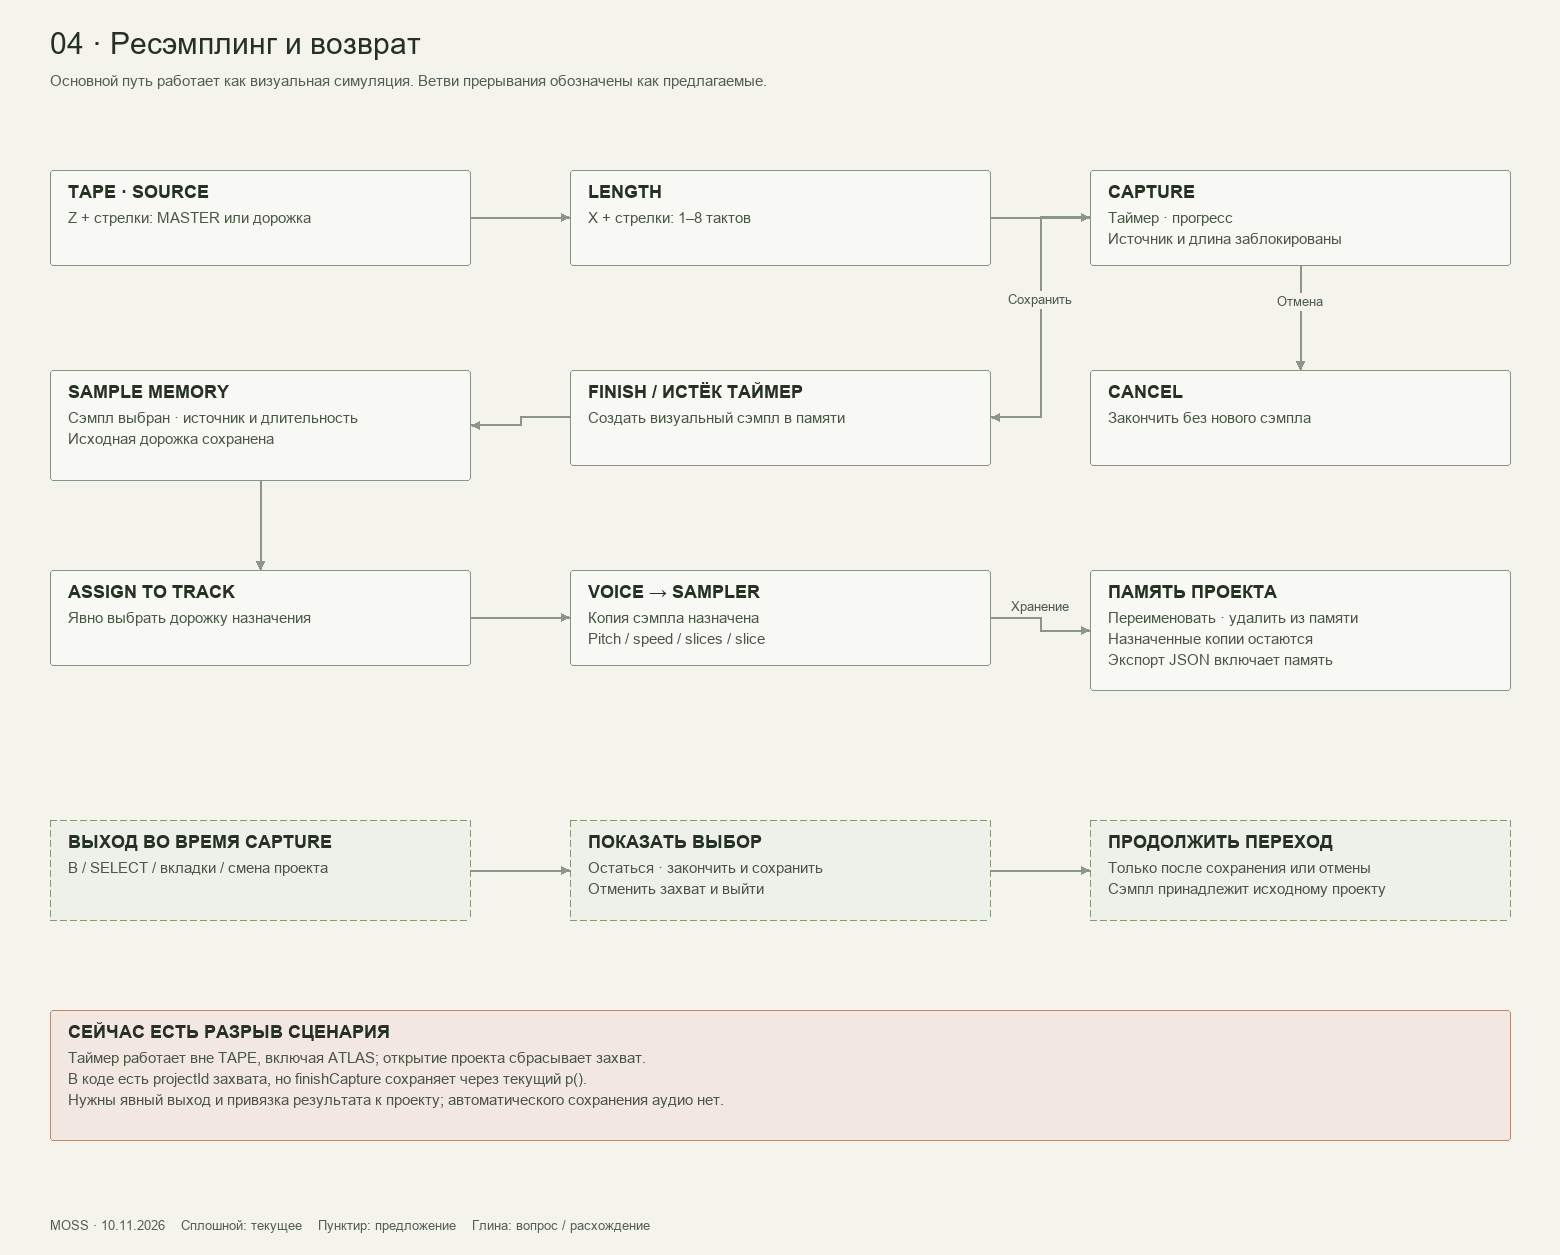 04 · Ресэмплинг и возврат
Основной путь работает как визуальная симуляция. Ветви прерывания обозначены как предлагаемые.
TAPE · SOURCE
Z + стрелки: MASTER или дорожка
LENGTH
X + стрелки: 1–8 тактов
CAPTURE
Таймер · прогресс
Источник и длина заблокированы
Сохранить
Отмена
SAMPLE MEMORY
Сэмпл выбран · источник и длительность
Исходная дорожка сохранена
FINISH / ИСТЁК ТАЙМЕР
Создать визуальный сэмпл в памяти
CANCEL
Закончить без нового сэмпла
ASSIGN TO TRACK
Явно выбрать дорожку назначения
VOICE → SAMPLER
Копия сэмпла назначена
Pitch / speed / slices / slice
Хранение
ПАМЯТЬ ПРОЕКТА
Переименовать · удалить из памяти
Назначенные копии остаются
Экспорт JSON включает память
ВЫХОД ВО ВРЕМЯ CAPTURE
B / SELECT / вкладки / смена проекта
ПОКАЗАТЬ ВЫБОР
Остаться · закончить и сохранить
Отменить захват и выйти
ПРОДОЛЖИТЬ ПЕРЕХОД
Только после сохранения или отмены
Сэмпл принадлежит исходному проекту
СЕЙЧАС ЕСТЬ РАЗРЫВ СЦЕНАРИЯ
Таймер работает вне TAPE, включая ATLAS; открытие проекта сбрасывает захват.
В коде есть projectId захвата, но finishCapture сохраняет через текущий p().
Нужны явный выход и привязка результата к проекту; автоматического сохранения аудио нет.
MOSS · 10.11.2026 Сплошной: текущее Пунктир: предложение Глина: вопрос / расхождение